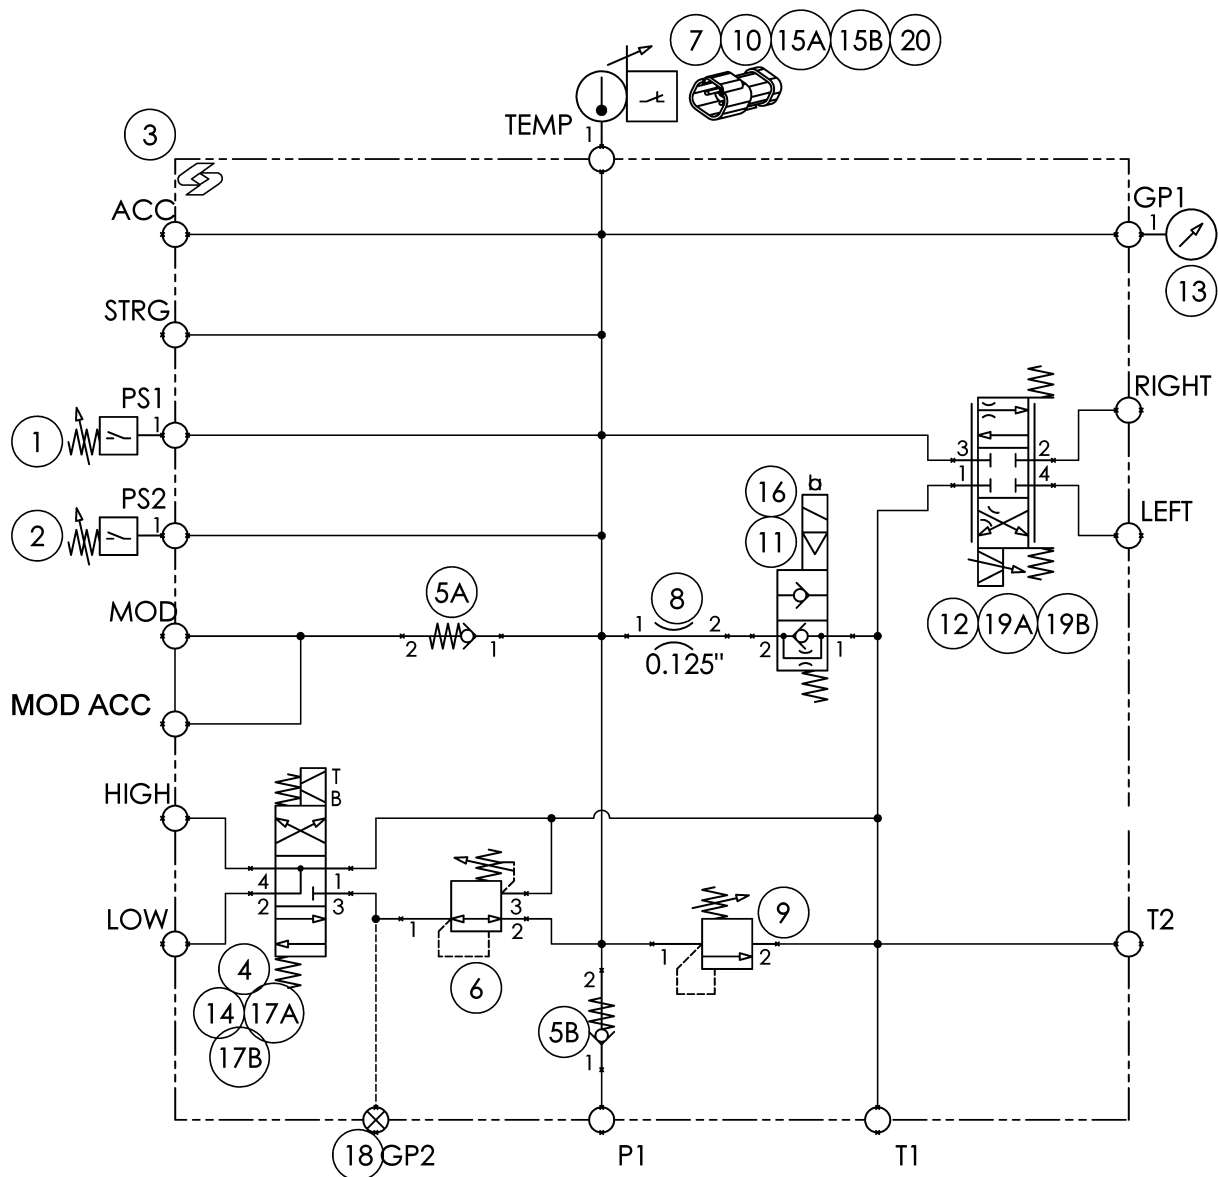 7 10 15A 15B 20
TEMP 1
3
ACC
GP1
1
13
STRG
PS1
1
1
RIGHT
3 2
1 4
PS2
1
2
16 a
11
LEFT
MOD
5A
8
12 19A 19B
2 1
1 2
0.125"
2 1
MOD ACC
HIGH
T
B
4 1
2 3
LOW
1
3
2
6
9
1 2
T2
4
14 17A
17B
2
5B
1
18 GP2
P1
T1